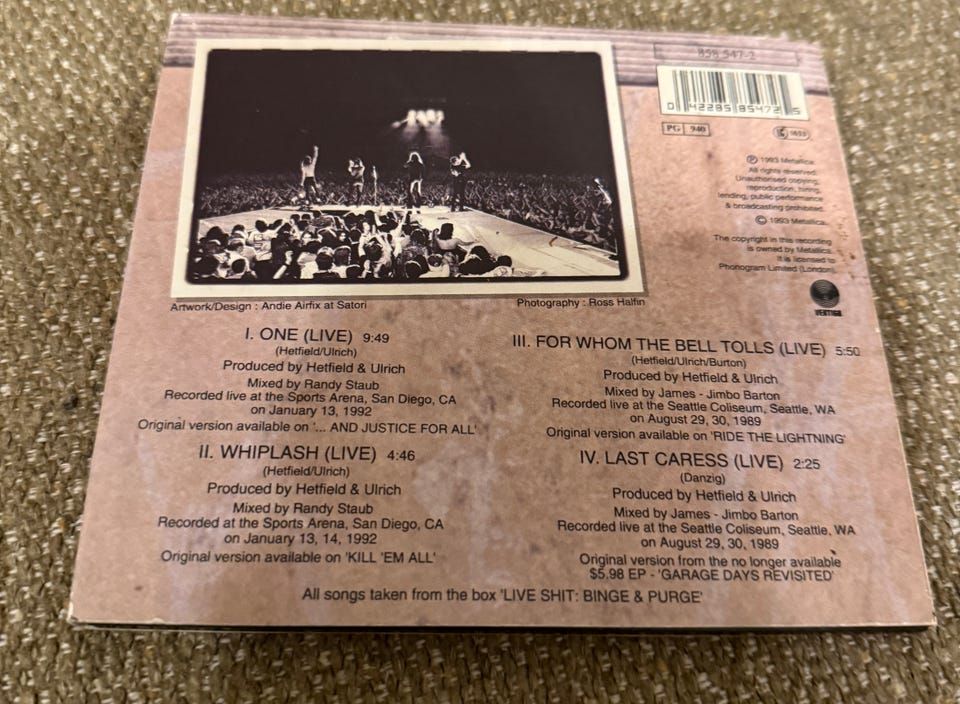 858 547-2
0 42285 85472 5
PG 940
℗ 1993 Metallica.
All rights reserved.
Unauthorised copying,
reproduction, hiring,
lending, public performance
& broadcasting prohibited.
© 1993 Metallica.
The copyright in this recording
is owned by Metallica.
It is licensed to
Phonogram Limited (London).
VERTIGO
Artwork/Design : Andie Airfix at Satori
Photography : Ross Halfin
I. ONE (LIVE) 9:49
(Hetfield/Ulrich)
Produced by Hetfield & Ulrich
Mixed by Randy Staub
Recorded live at the Sports Arena, San Diego, CA
on January 13, 1992
Original version available on '... AND JUSTICE FOR ALL'
II. WHIPLASH (LIVE) 4:46
(Hetfield/Ulrich)
Produced by Hetfield & Ulrich
Mixed by Randy Staub
Recorded at the Sports Arena, San Diego, CA
on January 13, 14, 1992
Original version available on 'KILL 'EM ALL'
III. FOR WHOM THE BELL TOLLS (LIVE) 5:50
(Hetfield/Ulrich/Burton)
Produced by Hetfield & Ulrich
Mixed by James - Jimbo Barton
Recorded live at the Seattle Coliseum, Seattle, WA
on August 29, 30, 1989
Original version available on 'RIDE THE LIGHTNING'
IV. LAST CARESS (LIVE) 2:25
(Danzig)
Produced by Hetfield & Ulrich
Mixed by James - Jimbo Barton
Recorded live at the Seattle Coliseum, Seattle, WA
on August 29, 30, 1989
Original version from the no longer available
$5.98 EP - 'GARAGE DAYS REVISITED'
All songs taken from the box 'LIVE SHIT: BINGE & PURGE'